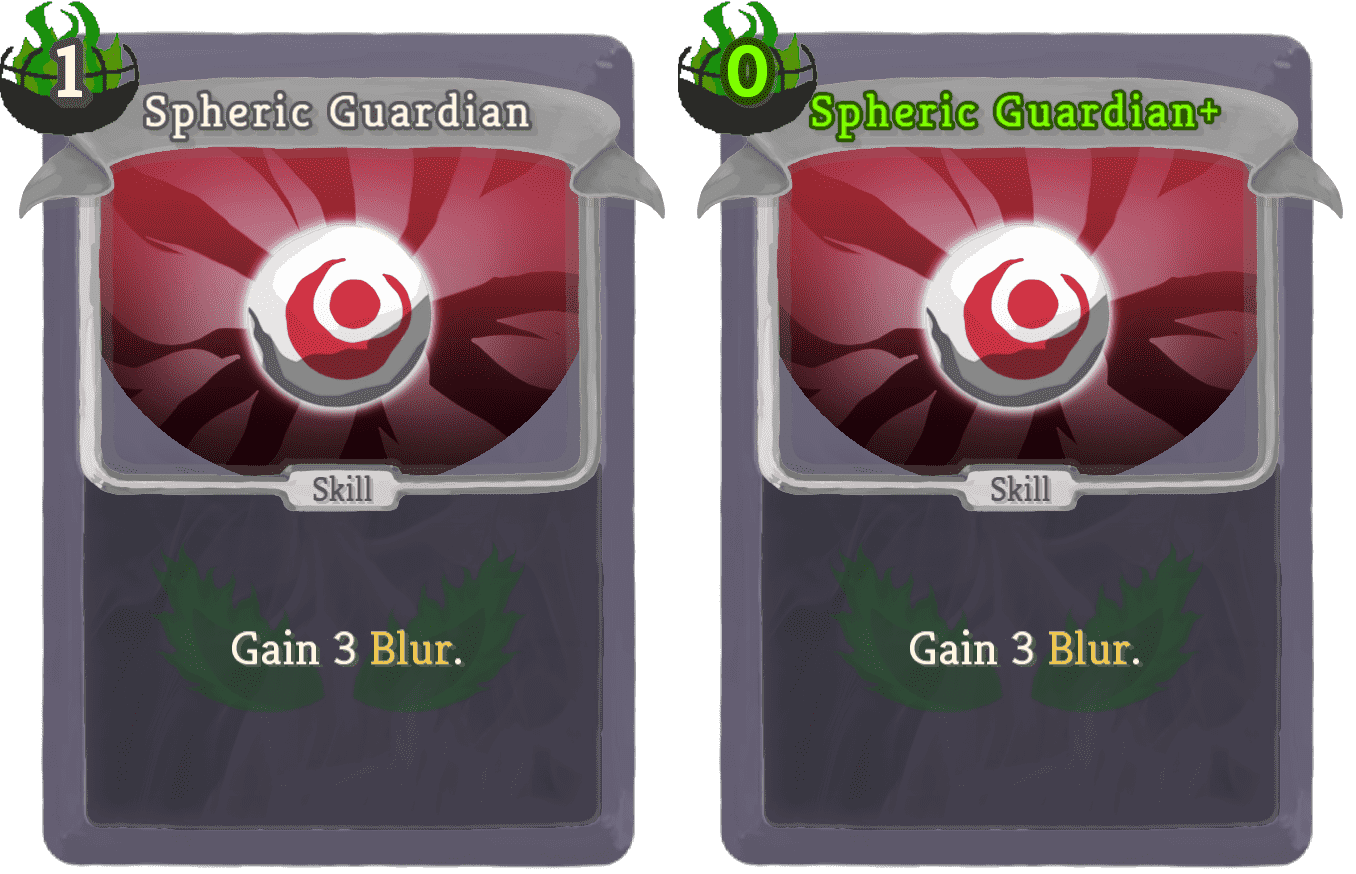 1
Spheric Guardian
Skill
Gain 3 Blur.
0
Spheric Guardian+
Skill
Gain 3 Blur.